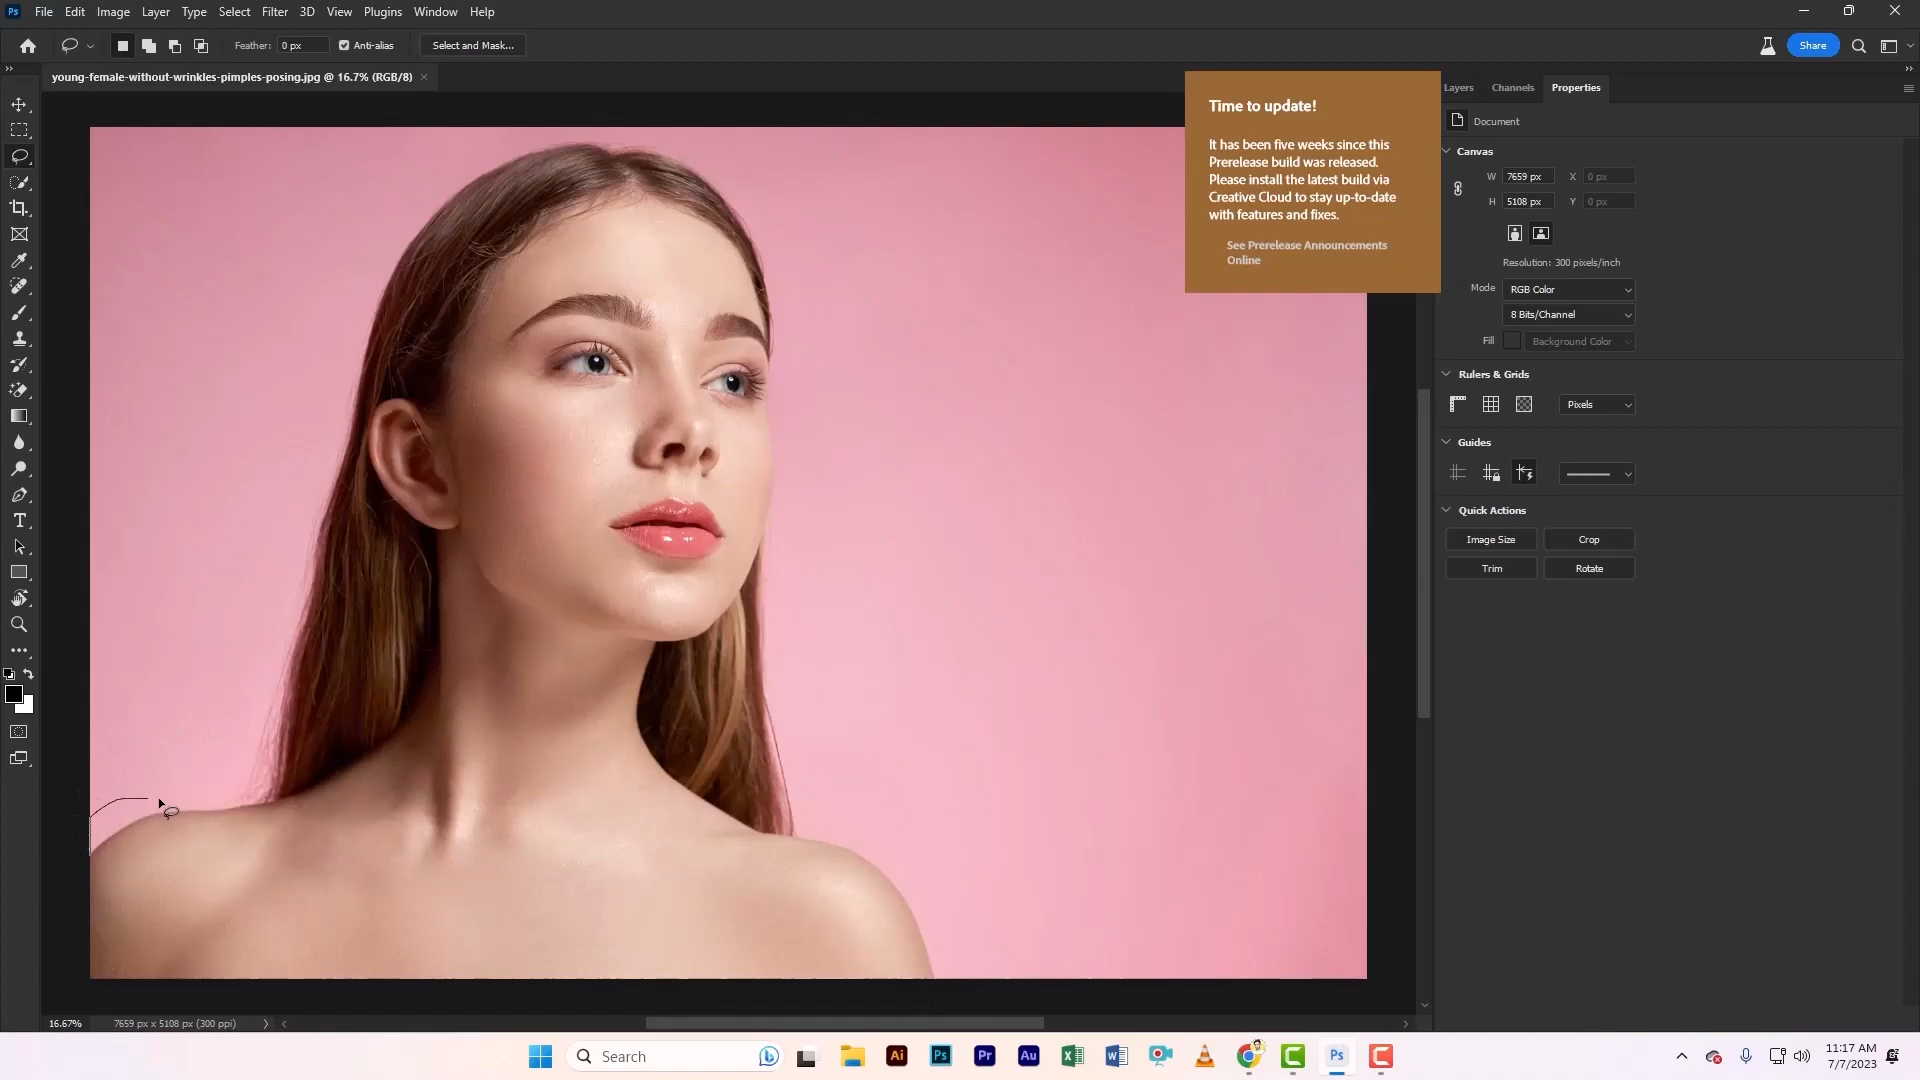 Ps File Edit Image Layer Type Select Filter 3D View Plugins Window Help
Feather: 0 px Anti-alias Select and Mask... Share
young-female-without-wrinkles-pimples-posing.jpg @ 16.7% (RGB/8) ×
Time to update!
It has been five weeks since this
Prerelease build was released.
Please install the latest build via
Creative Cloud to stay up-to-date
with features and fixes.
See Prerelease Announcements
Online
Layers Channels Properties
Document
Canvas
W 7659 px X 0 px
H 5108 px Y 0 px
Resolution: 300 pixels/inch
Mode RGB Color
8 Bits/Channel
Fill Background Color
Rulers & Grids
Pixels
Guides
Quick Actions
Image Size Crop
Trim Rotate
16.67% 7659 px x 5108 px (300 ppi)
Search Ai Ps Pr Au Ps
11:17 AM
7/7/2023